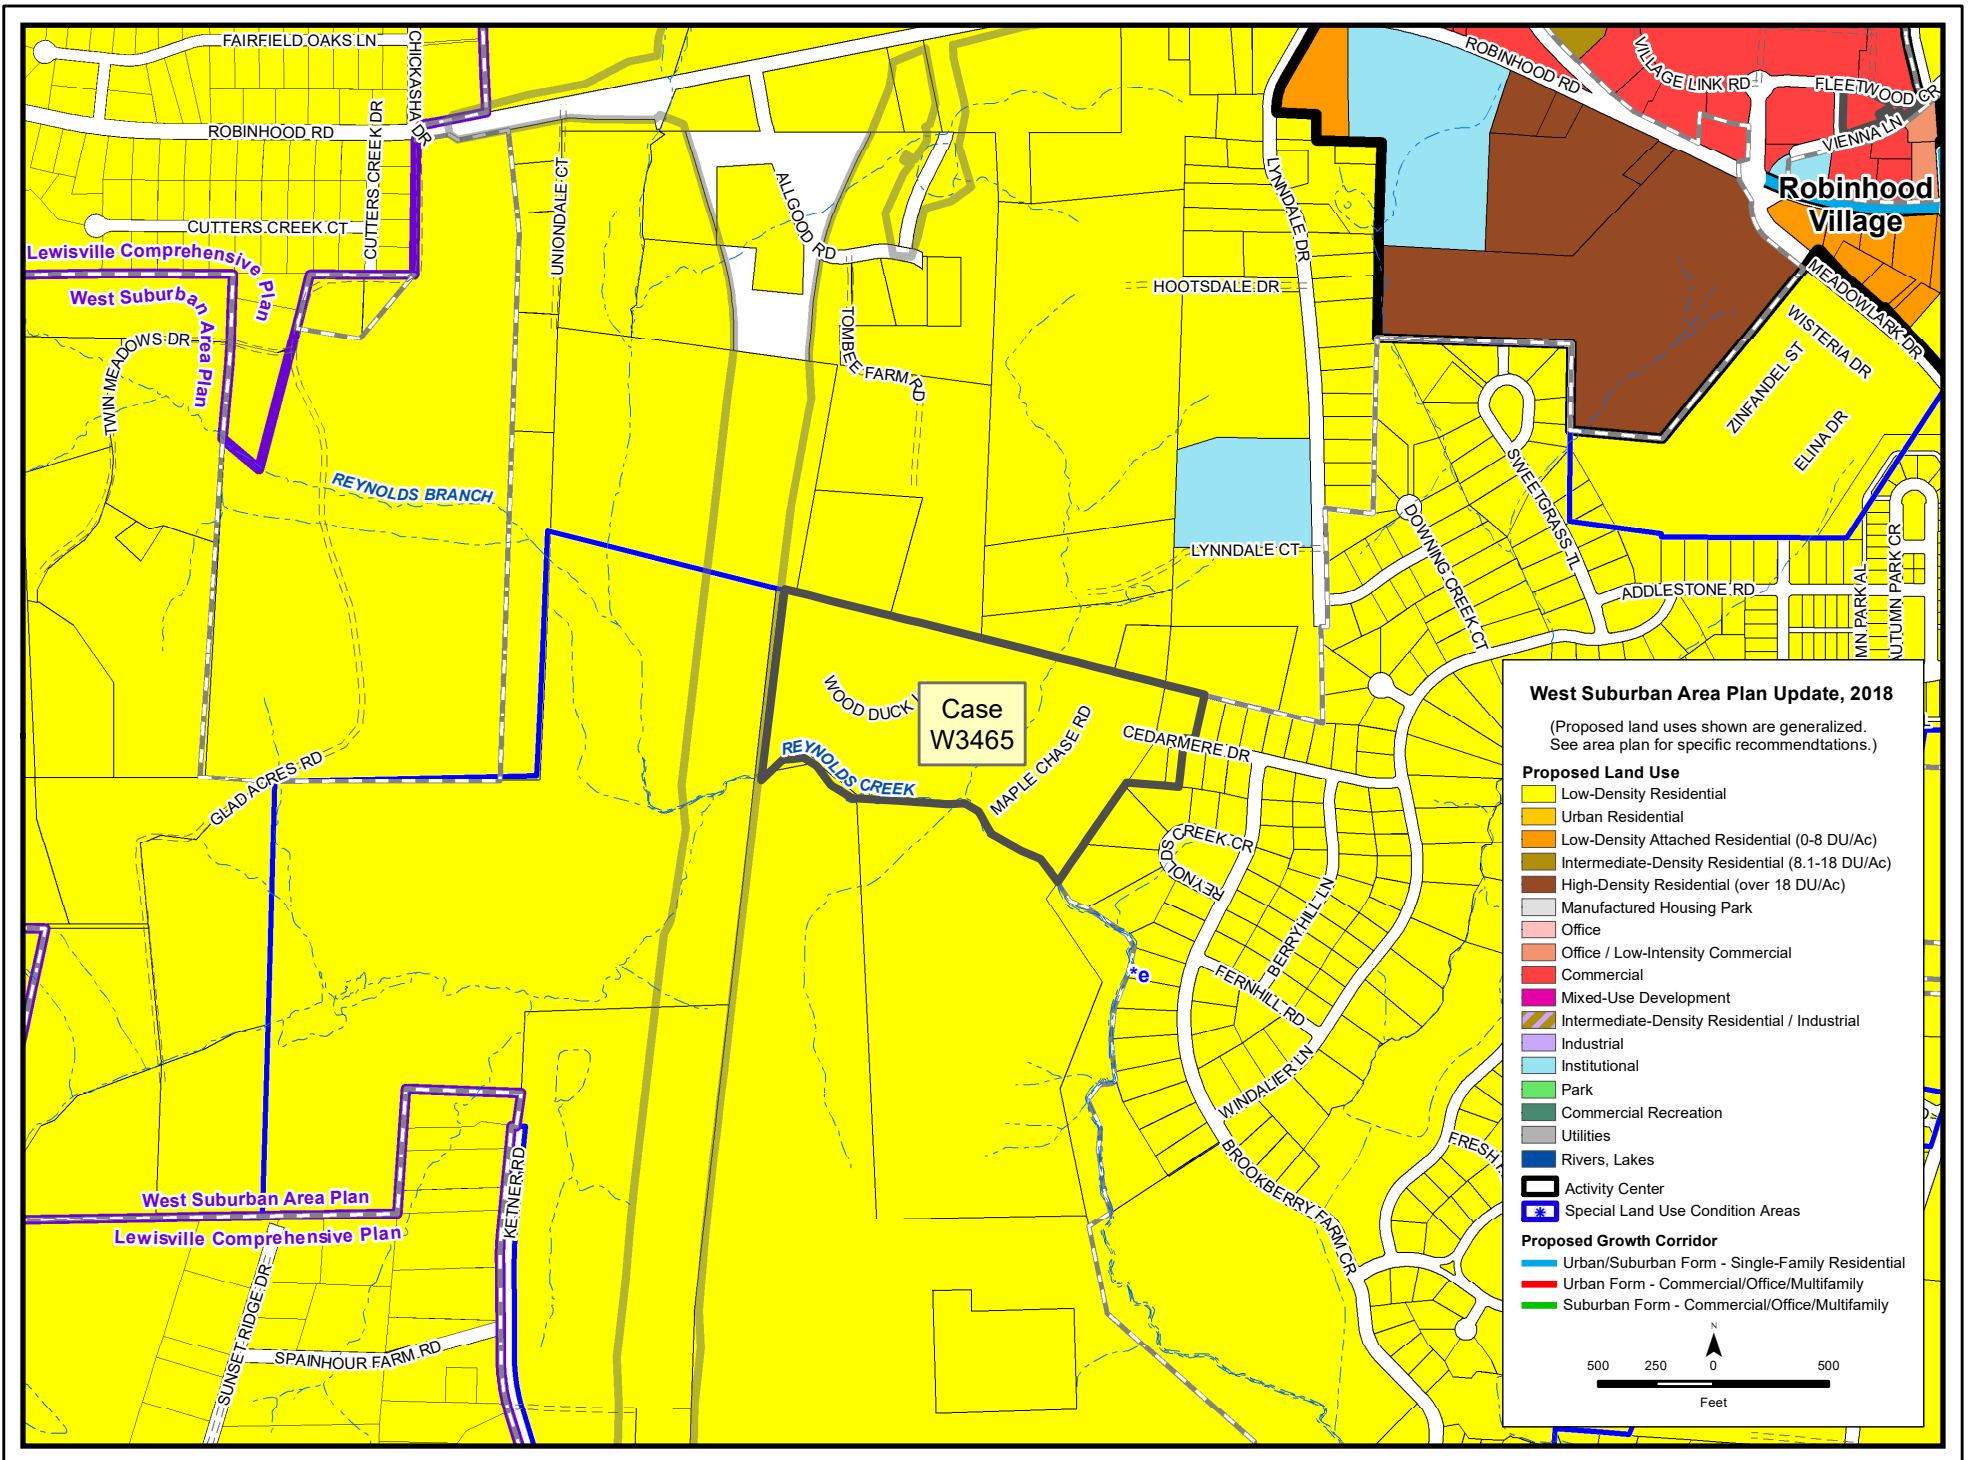 FAIRFIELD OAKS LN
CHICKASHA DR
ROBINHOOD RD
CUTTERS CREEK DR
CUTTERS CREEK CT
Lewisville Comprehensive Plan
West Suburban Area Plan
TWIN MEADOWS DR
REYNOLDS BRANCH
UNIONDALE CT
ALLGOOD RD
TOMBEE FARM RD
HOOTSDALE DR
LYNNDALE DR
LYNNDALE CT
ROBINHOOD RD
VILLAGE LINK RD
FLEETWOOD CR
VIENNA LN
Robinhood
Village
MEADOWLARK DR
WISTERIA DR
ZINFANDEL ST
ELINA DR
SWEETGRASS TL
DOWNING CREEK CT
ADDLESTONE RD
MN PARK AL
AUTUMN PARK CR
WOOD DUCK L
Case
W3465
MAPLE CHASE RD
REYNOLDS CREEK
CEDARMERE DR
REYNOLDS CREEK CR
BERRYHILL LN
FERNHILL RD
WINDALIER LN
BROOKBERRY FARM CR
FRESH
*e
GLAD ACRES RD
West Suburban Area Plan
Lewisville Comprehensive Plan
KETNER RD
SUNSET RIDGE DR
SPAINHOUR FARM RD
West Suburban Area Plan Update, 2018
(Proposed land uses shown are generalized.
See area plan for specific recommendtations.)
Proposed Land Use
Low-Density Residential
Urban Residential
Low-Density Attached Residential (0-8 DU/Ac)
Intermediate-Density Residential (8.1-18 DU/Ac)
High-Density Residential (over 18 DU/Ac)
Manufactured Housing Park
Office
Office / Low-Intensity Commercial
Commercial
Mixed-Use Development
Intermediate-Density Residential / Industrial
Industrial
Institutional
Park
Commercial Recreation
Utilities
Rivers, Lakes
Activity Center
Special Land Use Condition Areas
Proposed Growth Corridor
Urban/Suburban Form - Single-Family Residential
Urban Form - Commercial/Office/Multifamily
Suburban Form - Commercial/Office/Multifamily
N
500 250 0 500
Feet